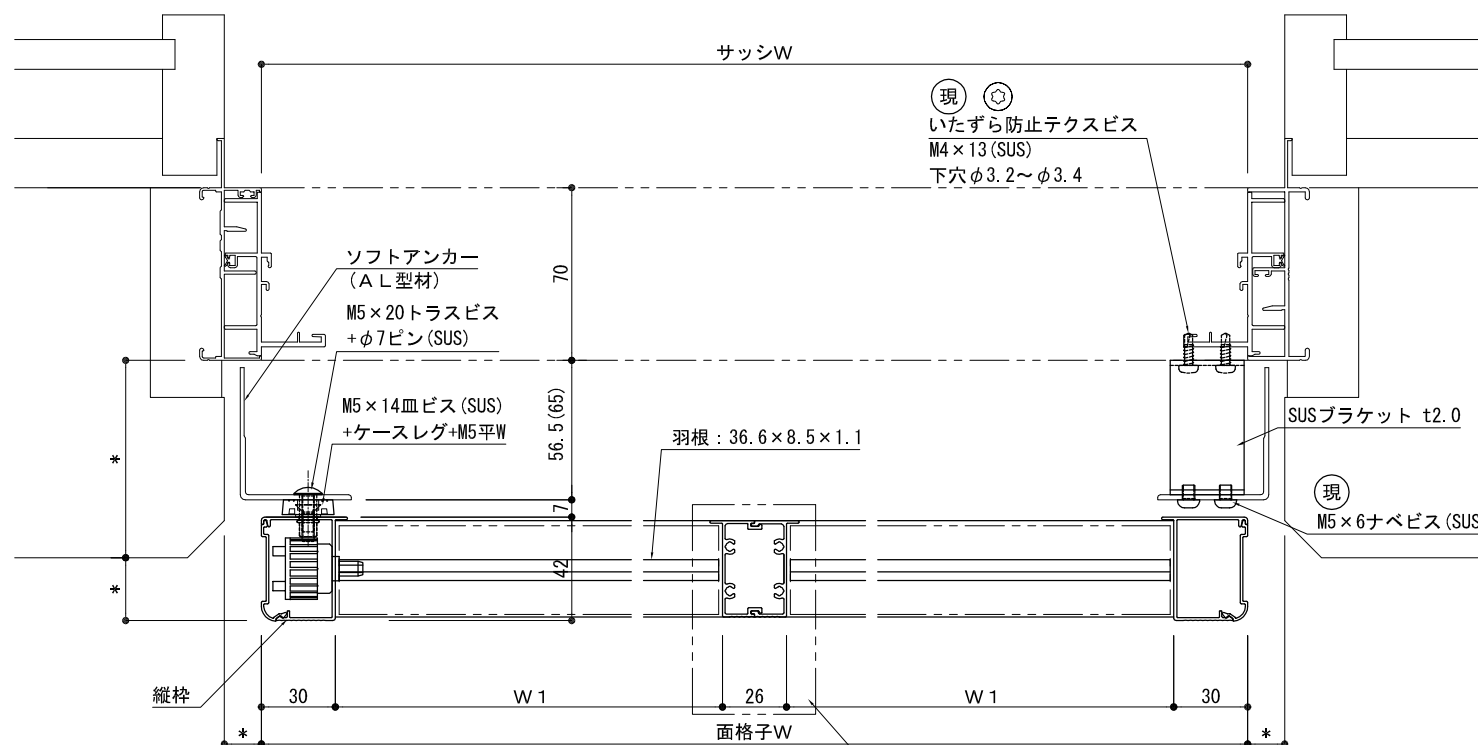 サッシW
現
いたずら防止テクスビス
M4×13(SUS)
下穴φ3.2～φ3.4
ソフトアンカー
(AL型材)
70
M5×20トラスビス
+φ7ピン(SUS)
M5×14皿ビス(SUS)
+ケースレグ+M5平W
56.5(65)
羽根：36.6×8.5×1.1
SUSブラケット t2.0
*
7
現
M5×6ナベビス(SUS
42
*
縦枠
30
W1
26
W1
30
*
面格子W
*